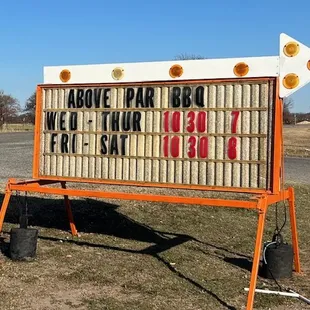 ABOVE PAR BBQ
WED - THUR 10 30 7
FRI - SAT 10 30 8